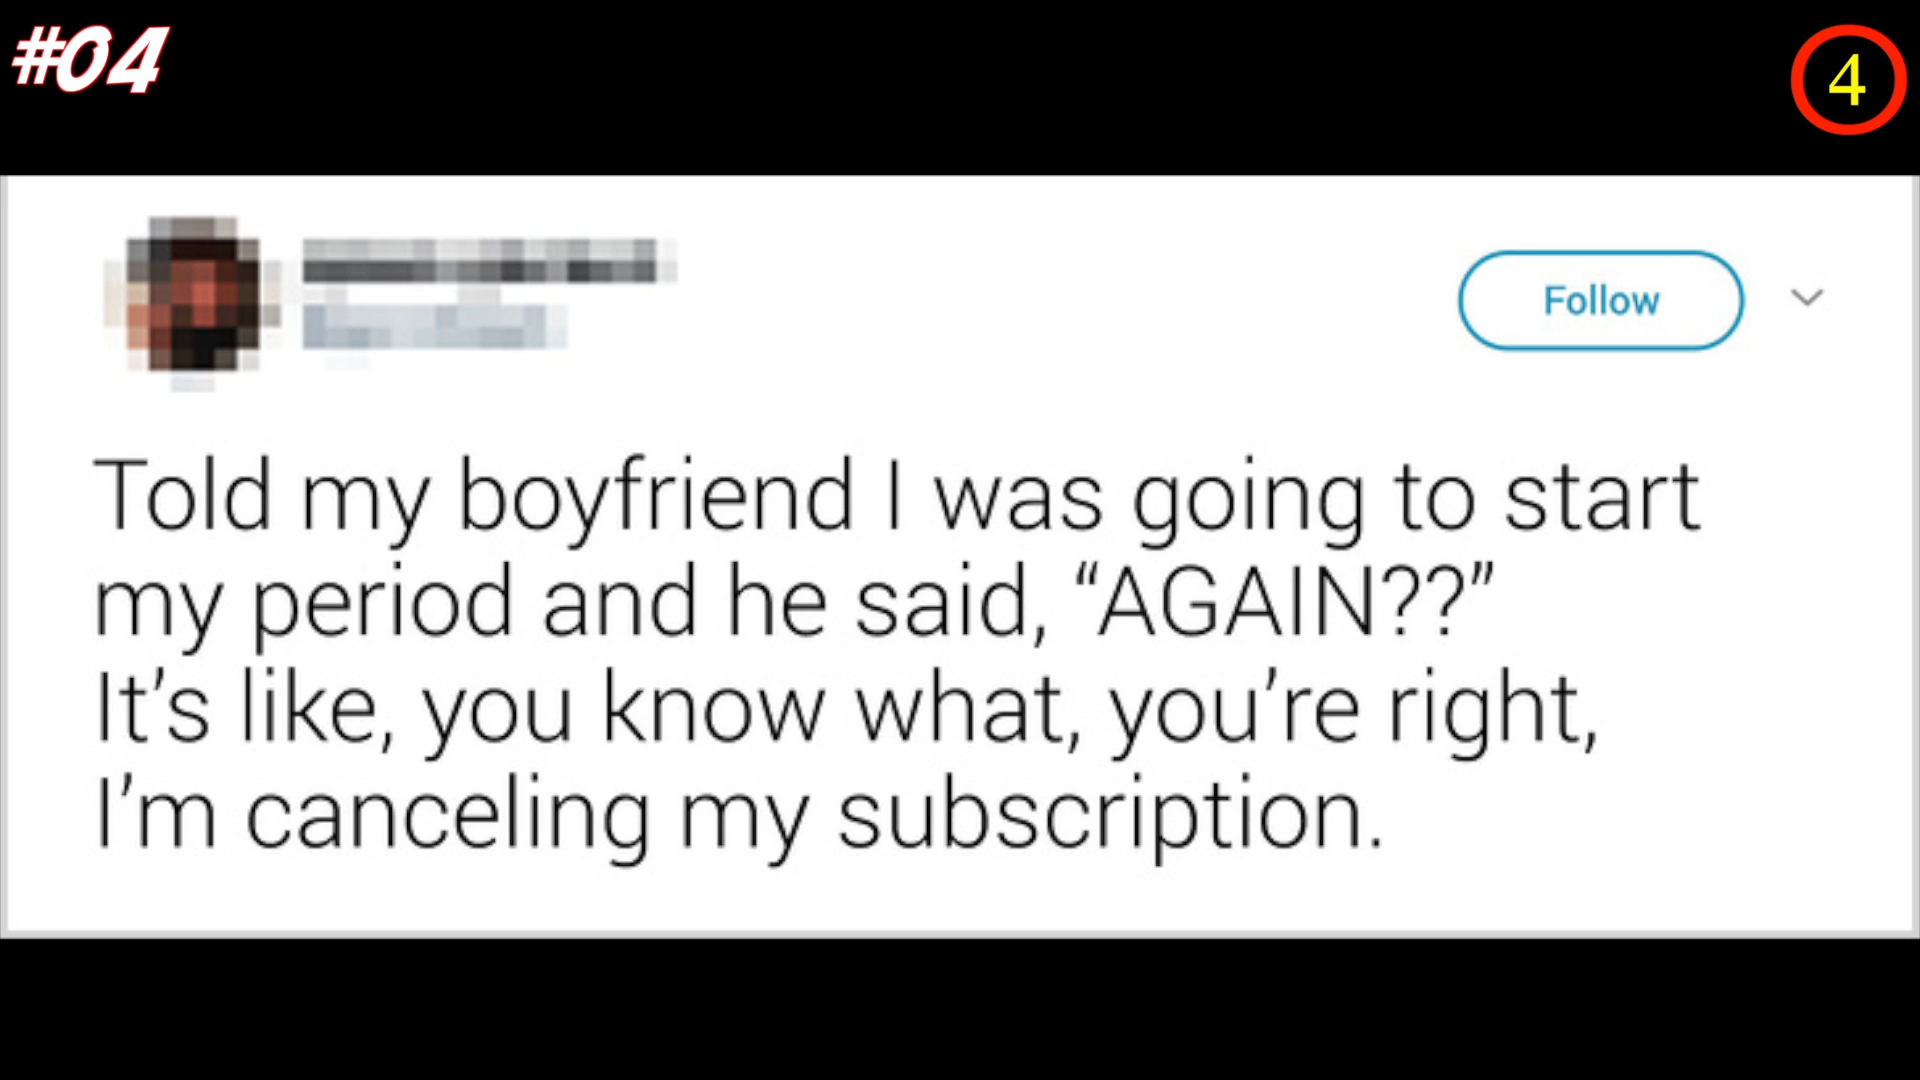 #04
4
Follow
Told my boyfriend I was going to start
my period and he said, “AGAIN??”
It’s like, you know what, you’re right,
I’m canceling my subscription.